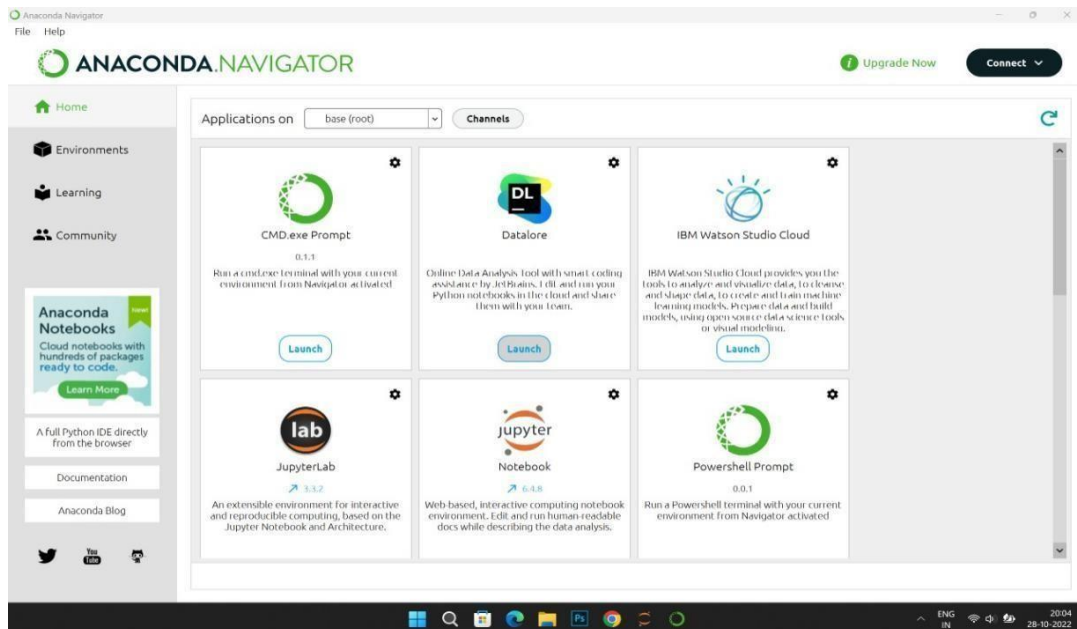 Anaconda Navigator
File Help
ANACONDA.NAVIGATOR
Upgrade Now
Connect
Home
Environments
Learning
Community
Anaconda
Notebooks
New!
Cloud notebooks with
hundreds of packages
ready to code.
Learn More
A full Python IDE directly
from the browser
Documentation
Anaconda Blog
You
Tube
Applications on base (root) Channels
CMD.exe Prompt
0.1.1
Run a cmd.exe terminal with your current
environment from Navigator activated
Launch
DL
Datalore
Online Data Analysis Tool with smart coding
assistance by JetBrains. Edit and run your
Python notebooks in the cloud and share
them with your team.
Launch
IBM Watson Studio Cloud
IBM Watson Studio Cloud provides you the
tools to analyze and visualize data, to cleanse
and shape data, to create and train machine
learning models. Prepare data and build
models, using open source data science tools
or visual modeling.
Launch
lab
JupyterLab
3.3.2
An extensible environment for interactive
and reproducible computing, based on the
Jupyter Notebook and Architecture.
jupyter
Notebook
6.4.8
Web-based, interactive computing notebook
environment. Edit and run human-readable
docs while describing the data analysis.
Powershell Prompt
0.0.1
Run a Powershell terminal with your current
environment from Navigator activated
Ps
ENG
IN
20:04
28-10-2022